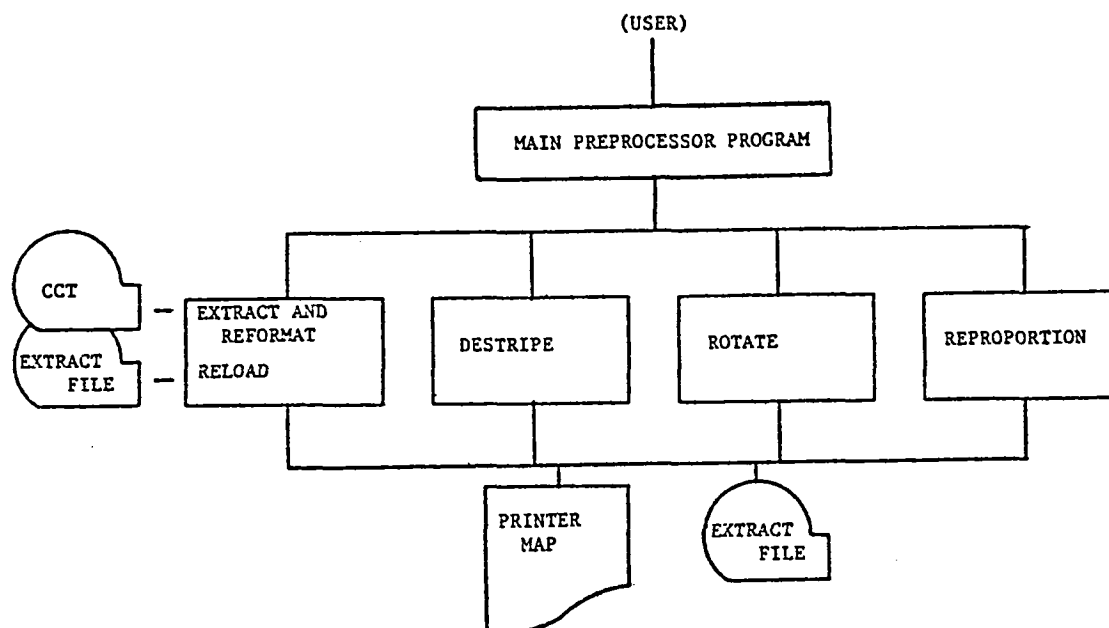 (USER)
MAIN PREPROCESSOR PROGRAM
CCT
EXTRACT
FILE
EXTRACT AND
REFORMAT
RELOAD
DESTRIPE
ROTATE
REPROPORTION
PRINTER
MAP
EXTRACT
FILE